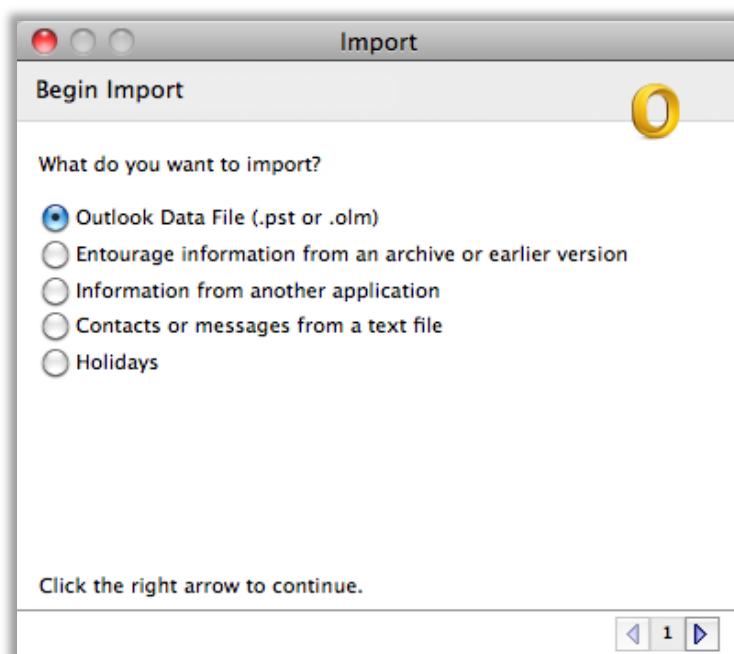 Import
Begin Import
What do you want to import?
Outlook Data File (.pst or .olm)
Entourage information from an archive or earlier version
Information from another application
Contacts or messages from a text file
Holidays
Click the right arrow to continue.
1